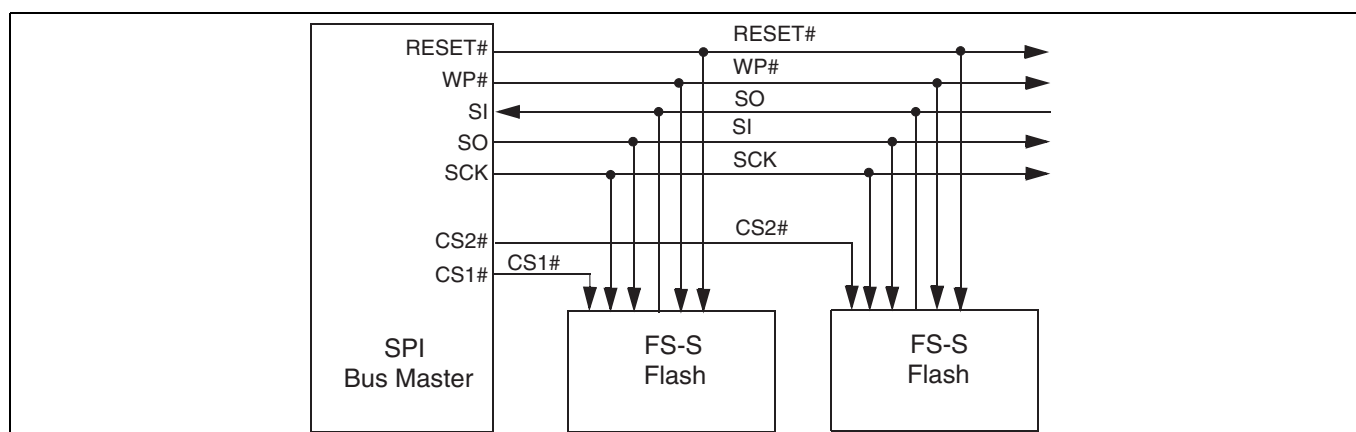 RESET# RESET#
WP# WP#
SI SO
SO SI
SCK SCK
CS2# CS2#
CS1# CS1#
SPI
Bus Master
FS-S
Flash
FS-S
Flash